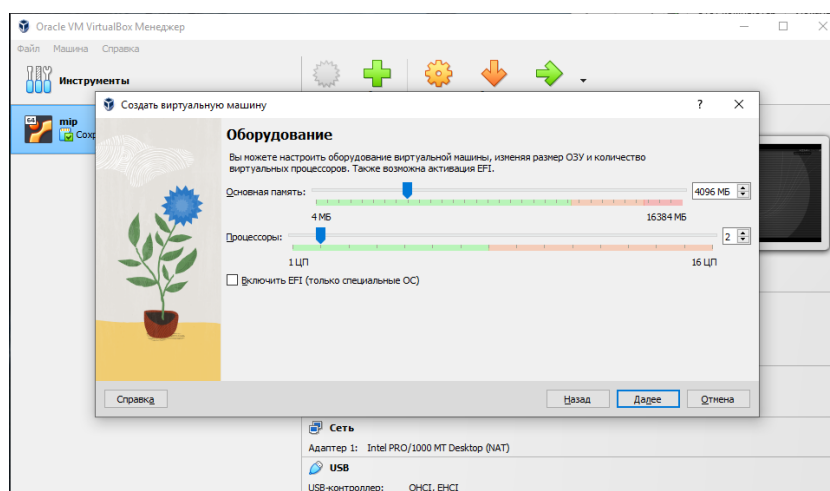 Oracle VM VirtualBox Менеджер
Файл Машина Справка
Инструменты
64
mip
Создать виртуальную машину
Оборудование
Вы можете настроить оборудование виртуальной машины, изменяя размер ОЗУ и количество
виртуальных процессоров. Также возможна активация EFI.
Основная память:
4096 МБ
4 МБ
16384 МБ
Процессоры:
2
1 ЦП
16 ЦП
Включить EFI (только специальные ОС)
Справка
Назад
Далее
Отмена
Сеть
Адаптер 1: Intel PRO/1000 MT Desktop (NAT)
USB
USB-контроллер: OHCI, EHCI